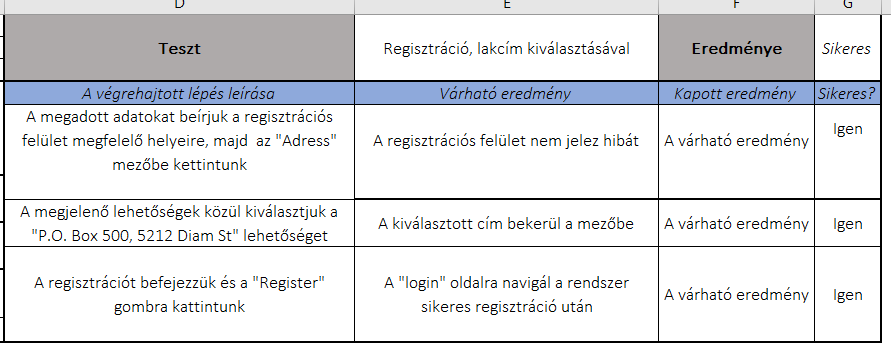 D E F G
Teszt Regisztráció, lakcím kiválasztásával Eredménye Sikeres
A végrehajtott lépés leírása Várható eredmény Kapott eredmény Sikeres?
A megadott adatokat beírjuk a regisztrációs
felület megfelelő helyeire, majd az "Adress"
mezőbe kettintunk
A regisztrációs felület nem jelez hibát
A várható eredmény
Igen
A megjelenő lehetőségek közül kiválasztjuk a
"P.O. Box 500, 5212 Diam St" lehetőséget
A kiválasztott cím bekerül a mezőbe
A várható eredmény
Igen
A regisztrációt befejezzük és a "Register"
gombra kattintunk
A "login" oldalra navigál a rendszer
sikeres regisztráció után
A várható eredmény
Igen